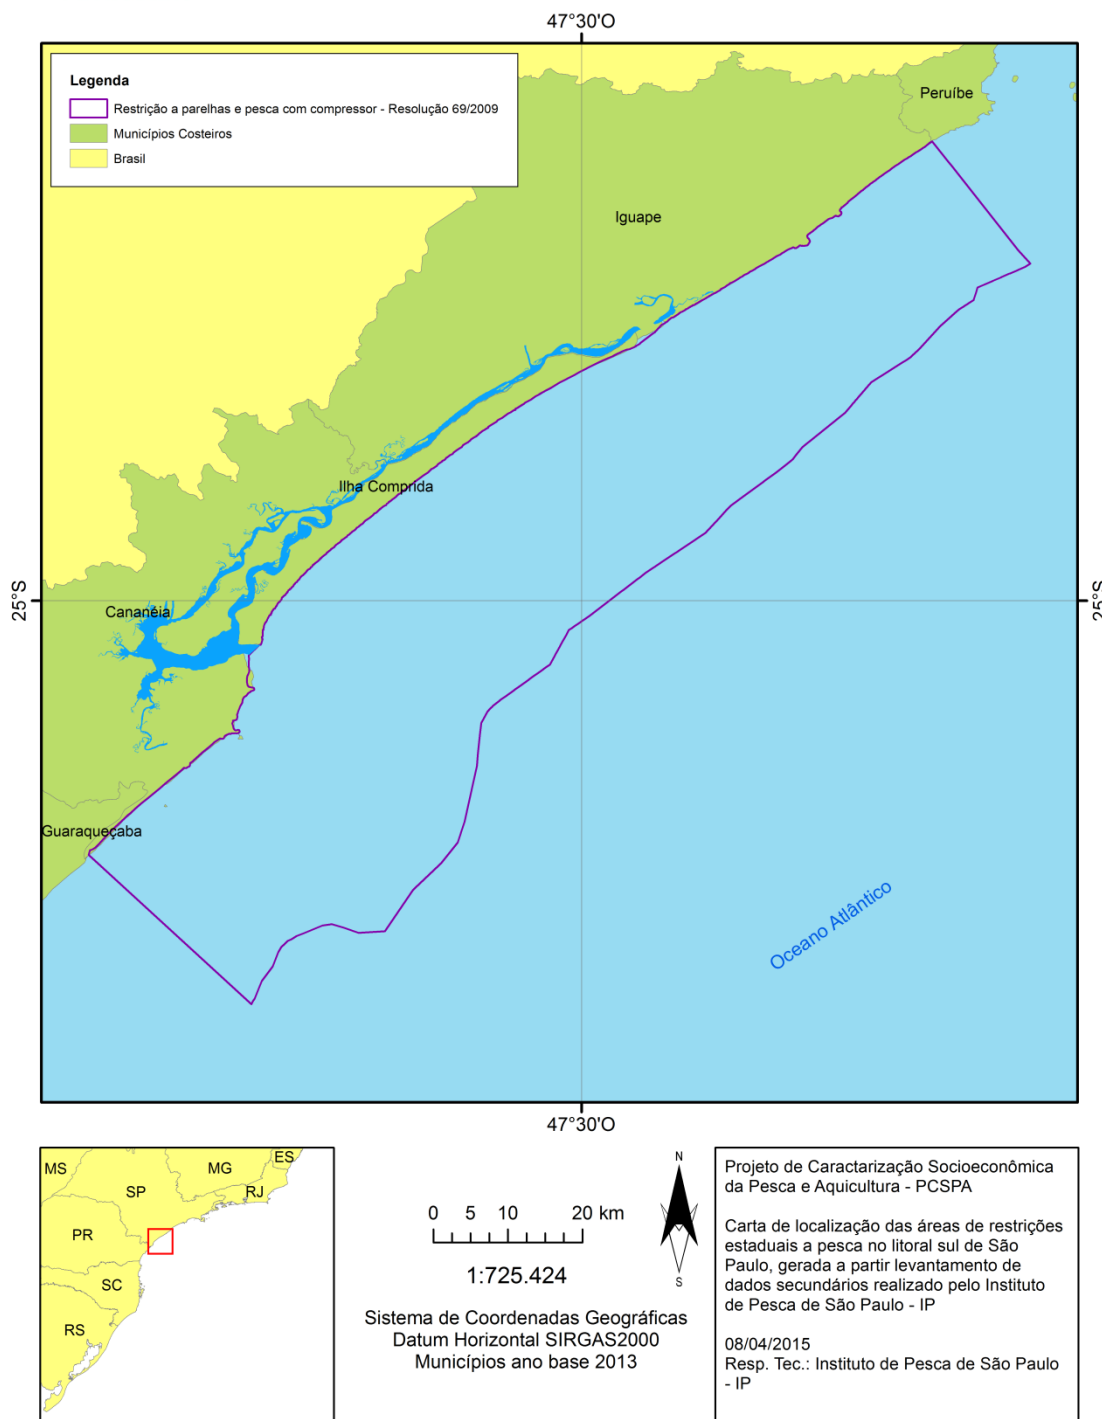 47°30'O
Legenda
Restrição a parelhas e pesca com compressor - Resolução 69/2009
Municípios Costeiros
Brasil
Peruíbe
Iguape
Ilha Comprida
25°S
25°S
Cananéia
Guaraqueçaba
Oceano Atlântico
47°30'O
MS
MG
ES
SP
RJ
PR
SC
RS
0 5 10 20 km
1:725.424
Sistema de Coordenadas Geográficas
Datum Horizontal SIRGAS2000
Municípios ano base 2013
N
S
Projeto de Caractarização Socioeconômica
da Pesca e Aquicultura - PCSPA
Carta de localização das áreas de restrições
estaduais a pesca no litoral sul de São
Paulo, gerada a partir levantamento de
dados secundários realizado pelo Instituto
de Pesca de São Paulo - IP
08/04/2015
Resp. Tec.: Instituto de Pesca de São Paulo
- IP